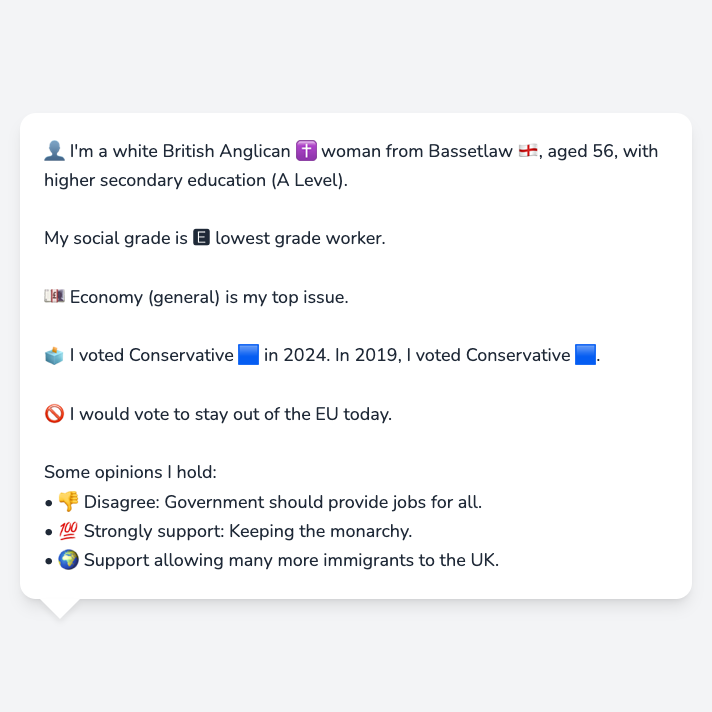 👤 I'm a white British Anglican ✝️ woman from Bassetlaw 🏴󠁧󠁢󠁥󠁮󠁧󠁿, aged 56, with
higher secondary education (A Level).
My social grade is 🅴 lowest grade worker.
💷 Economy (general) is my top issue.
🗳️ I voted Conservative 🟦 in 2024. In 2019, I voted Conservative 🟦.
🚫 I would vote to stay out of the EU today.
Some opinions I hold:
• 👎 Disagree: Government should provide jobs for all.
• 💯 Strongly support: Keeping the monarchy.
• 🌍 Support allowing many more immigrants to the UK.